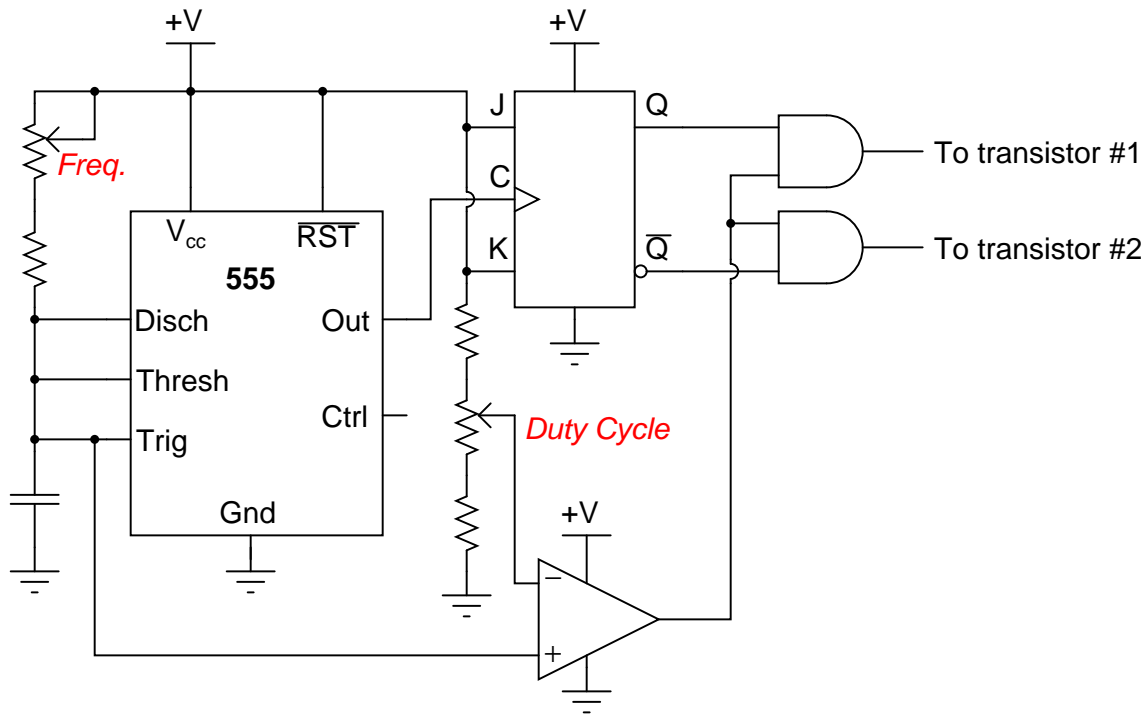 +V
+V
J
Q
To transistor #1
Freq.
C
Vcc
RST
K
Q
To transistor #2
555
Disch
Out
Thresh
Ctrl
Duty Cycle
Trig
Gnd
+V
−
+